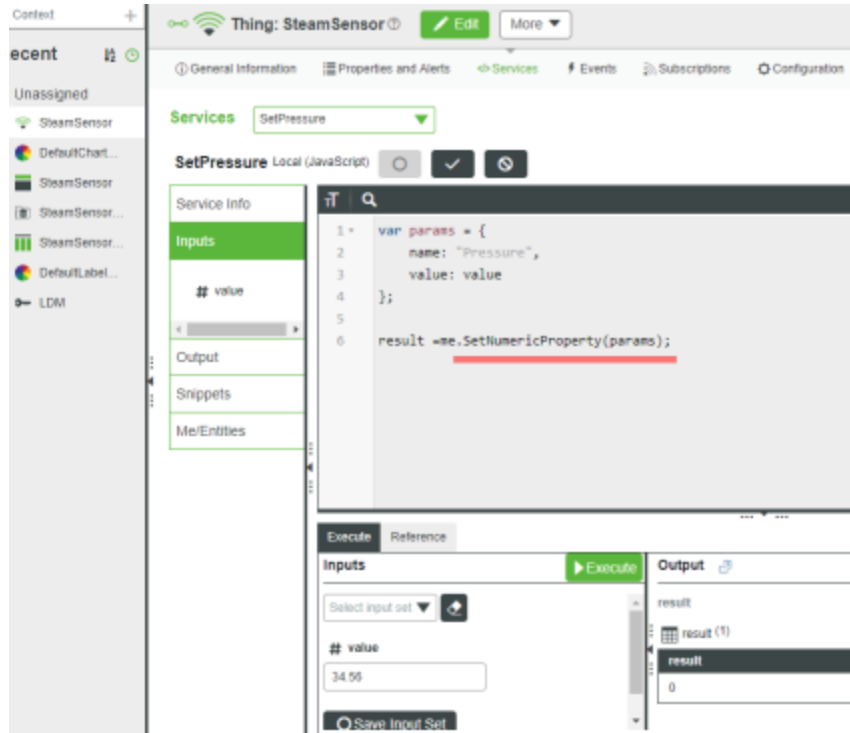 Context
Thing: SteamSensor
Edit
More
ecent
General Information
Properties and Alerts
Services
Events
Subscriptions
Configuration
Unassigned
SteamSensor
DefaultChart...
SteamSensor
SteamSensor...
SteamSensor...
DefaultLabel...
LDM
Services
SetPressure
SetPressure Local (JavaScript)
Service Info
Inputs
# value
Output
Snippets
Me/Entities
1 var params = {
2 name: "Pressure",
3 value: value
4 };
5
6 result =me.SetNumericProperty(params);
Execute
Reference
Inputs
Execute
Select input set
# value
34.56
Save Input Set
Output
result
result (1)
result
0